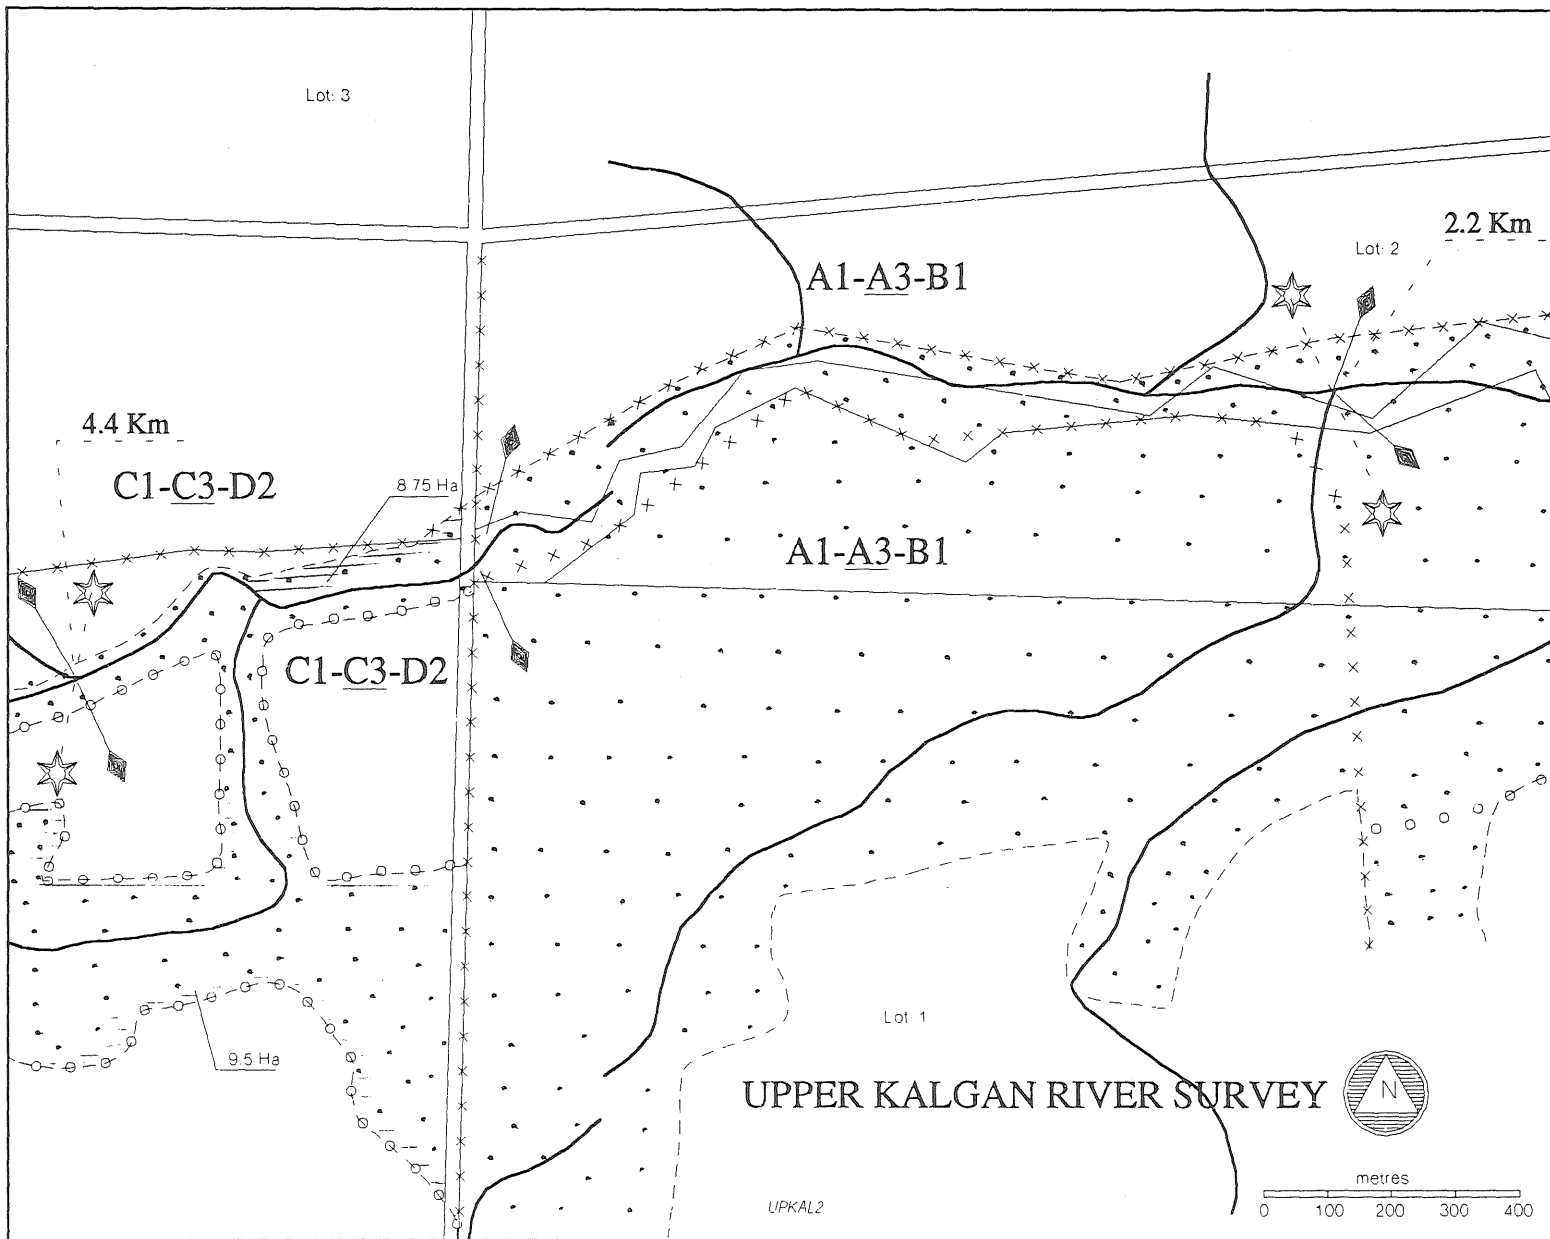 Lot: 3
2.2 Km
Lot: 2
A1-A3-B1
4.4 Km
C1-C3-D2
8.75 Ha
A1-A3-B1
C1-C3-D2
Lot 1
9.5 Ha
UPPER KALGAN RIVER SURVEY
N
metres
0 100 200 300 400
UPKAL2